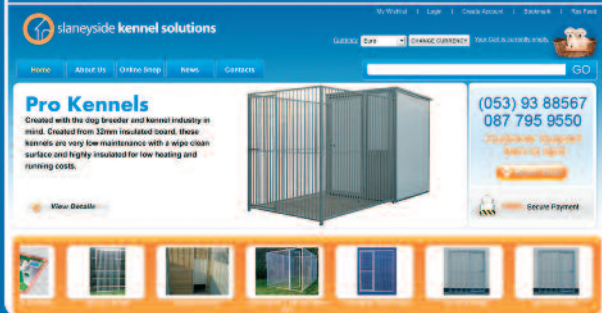 My Wishlist | Login | Create Account | Bookmark | Rss Feed
slaneyside kennel solutions
Currency Euro CHANGE CURRENCY Your Cart is currently empty
Home About Us Online Shop News Contacts GO
Pro Kennels
Created with the dog breeder and kennel industry in
mind. Created from 32mm insulated board, these
kennels are very low maintenance with a wipe clean
surface and highly insulated for low heating and
running costs.
View Details
(053) 93 88567
087 795 9550
Secure Payment